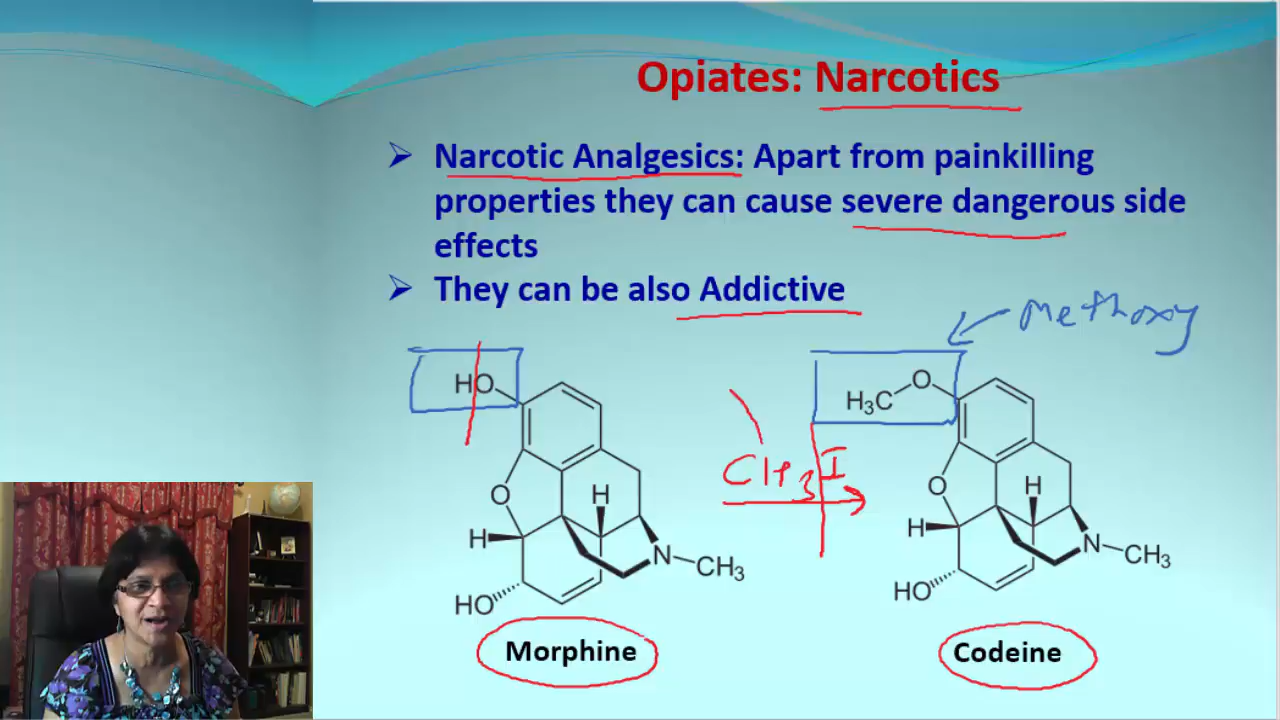 Opiates: Narcotics
Narcotic Analgesics: Apart from painkilling
properties they can cause severe dangerous side
effects
They can be also Addictive
Methoxy
HO
H₃C O
CH₃I
O
H
H
N CH₃
HO
O
H
H
N CH₃
HO
Morphine
Codeine